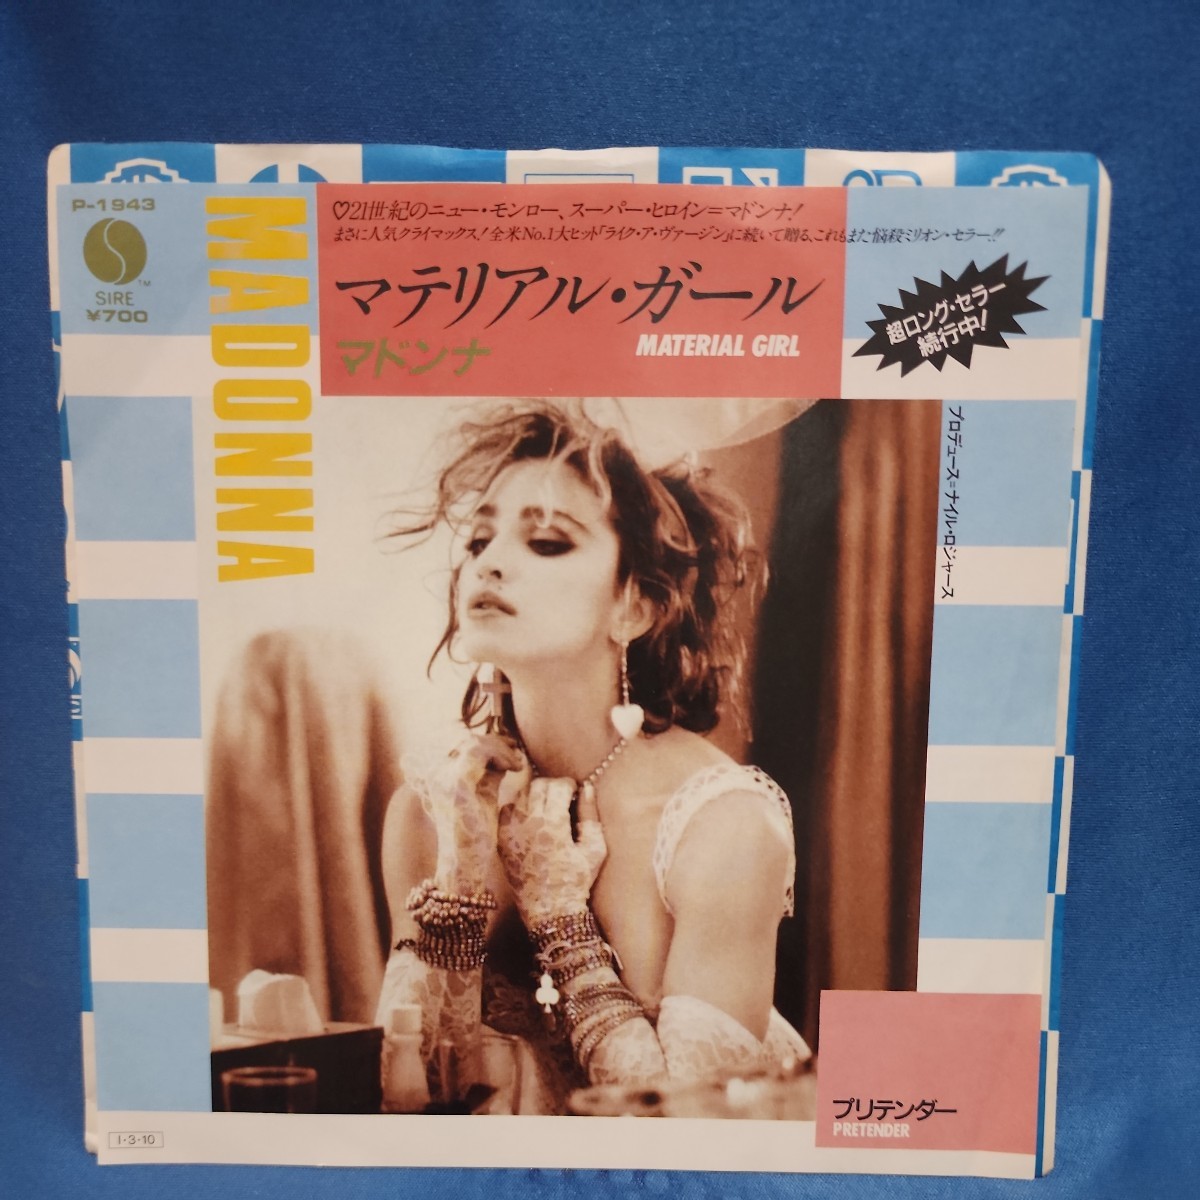 P-1943
SIRE
TM
¥700
MADONNA
♡21世紀のニュー・モンロー、スーパー・ヒロイン=マドンナ!
まさに人気クライマックス!全米No.1大ヒット「ライク・ア・ヴァージン」に続いて贈る、これもまた悩殺ミリオン・セラー…!!
マテリアル・ガール
マドンナ
MATERIAL GIRL
超ロング・セラー
続行中!
プロデュース=ナイル・ロジャース
プリテンダー
PRETENDER
I・3・10